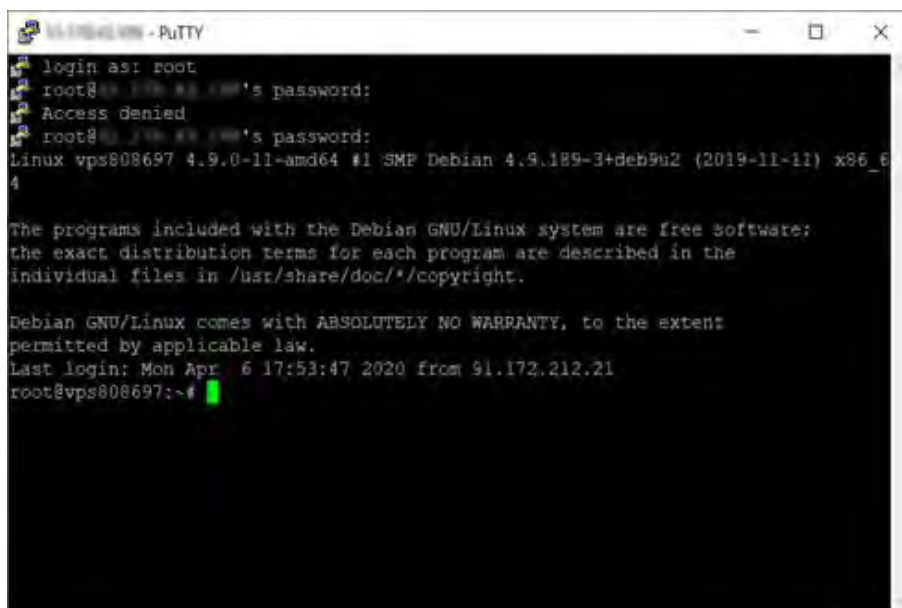 - PuTTY
login as: root
root@ 's password:
Access denied
root@ 's password:
Linux vps808697 4.9.0-11-amd64 #1 SMP Debian 4.9.189-3+deb9u2 (2019-11-11) x86_6
4
The programs included with the Debian GNU/Linux system are free software;
the exact distribution terms for each program are described in the
individual files in /usr/share/doc/*/copyright.
Debian GNU/Linux comes with ABSOLUTELY NO WARRANTY, to the extent
permitted by applicable law.
Last login: Mon Apr  6 17:53:47 2020 from 91.172.212.21
root@vps808697:~#